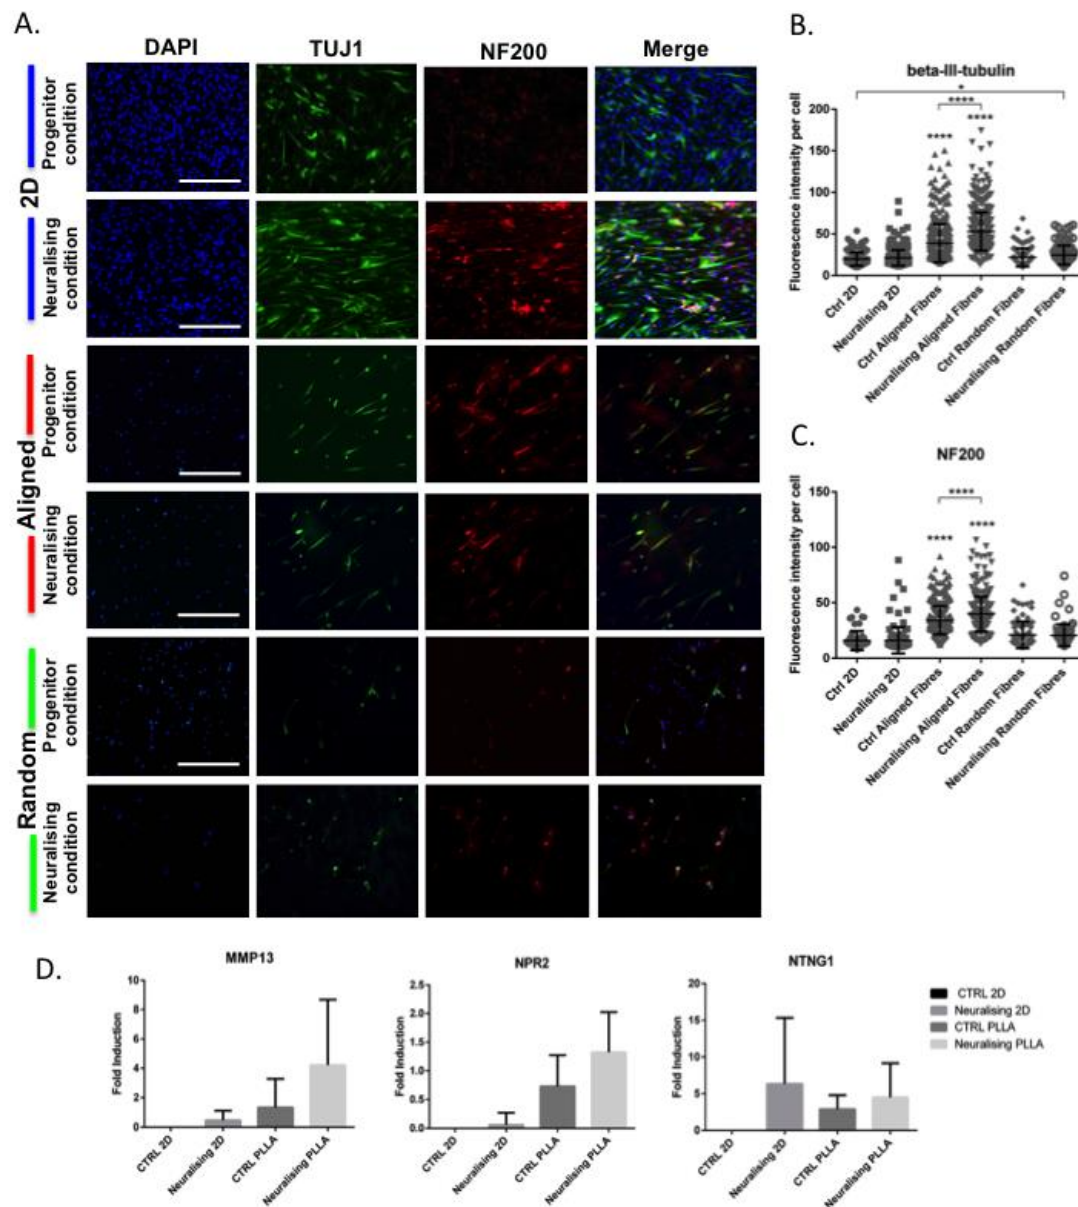 A.
DAPI TUJ1 NF200 Merge
2D
Progenitor
condition
Neuralising
condition
Aligned
Progenitor
condition
Neuralising
condition
Random
Progenitor
condition
Neuralising
condition
B.
beta-III-tubulin
*
****
****
****
Fluorescence intensity per cell
200
150
100
50
0
Ctrl 2D
Neuralising 2D
Ctrl Aligned Fibres
Neuralising Aligned Fibres
Ctrl Random Fibres
Neuralising Random Fibres
C.
NF200
****
****
****
Fluorescence intensity per cell
150
100
50
0
Ctrl 2D
Neuralising 2D
Ctrl Aligned Fibres
Neuralising Aligned Fibres
Ctrl Random Fibres
Neuralising Random Fibres
D.
MMP13
Fold Induction
10
8
6
4
2
0
CTRL 2D
Neuralising 2D
CTRL PLLA
Neuralising PLLA
NPR2
Fold Induction
2.5
2.0
1.5
1.0
0.5
0.0
CTRL 2D
Neuralising 2D
CTRL PLLA
Neuralising PLLA
NTNG1
Fold Induction
20
15
10
5
0
CTRL 2D
Neuralising 2D
CTRL PLLA
Neuralising PLLA
CTRL 2D
Neuralising 2D
CTRL PLLA
Neuralising PLLA